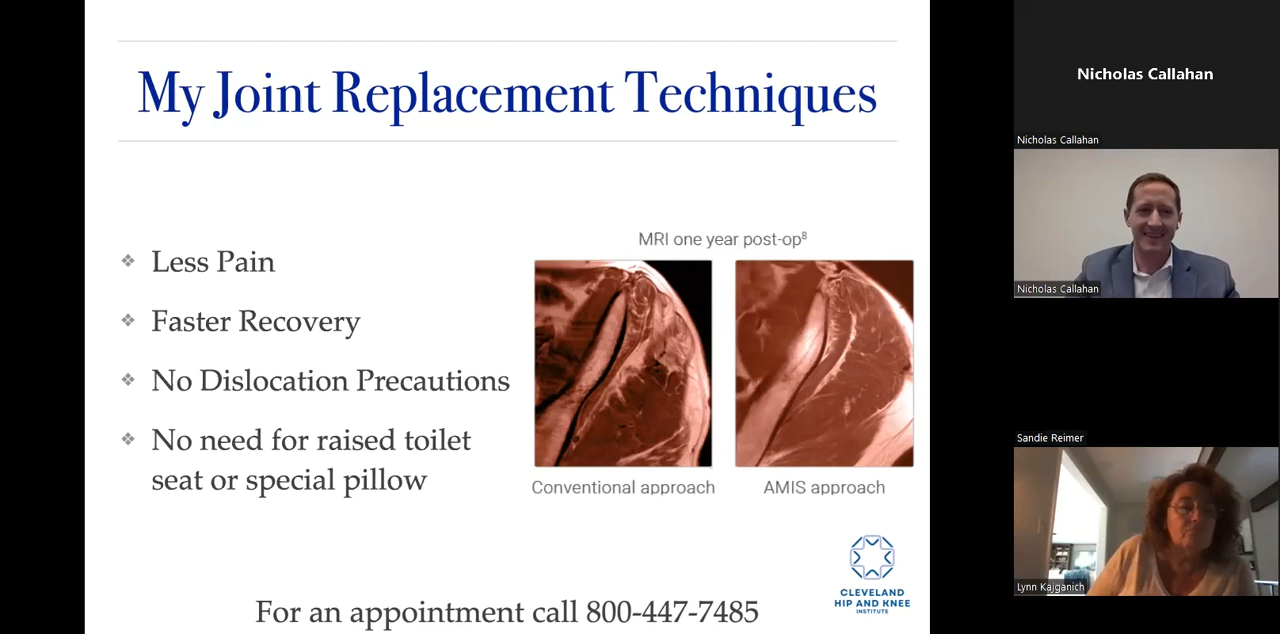 My Joint Replacement Techniques
Less Pain
Faster Recovery
No Dislocation Precautions
No need for raised toilet
seat or special pillow
MRI one year post-op⁸
Conventional approach
AMIS approach
CLEVELAND
HIP AND KNEE
INSTITUTE
For an appointment call 800-447-7485
Nicholas Callahan
Nicholas Callahan
Nicholas Callahan
Sandie Reimer
Lynn Kajganich